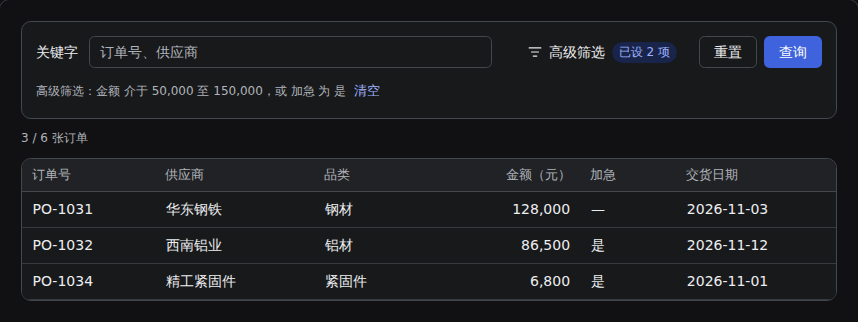 关键字 订单号、供应商 高级筛选 已设 2 项 重置 查询
高级筛选：金额 介于 50,000 至 150,000，或 加急 为 是 清空
3 / 6 张订单
订单号 供应商 品类 金额（元） 加急 交货日期
PO-1031 华东钢铁 钢材 128,000 — 2026-11-03
PO-1032 西南铝业 铝材 86,500 是 2026-11-12
PO-1034 精工紧固件 紧固件 6,800 是 2026-11-01